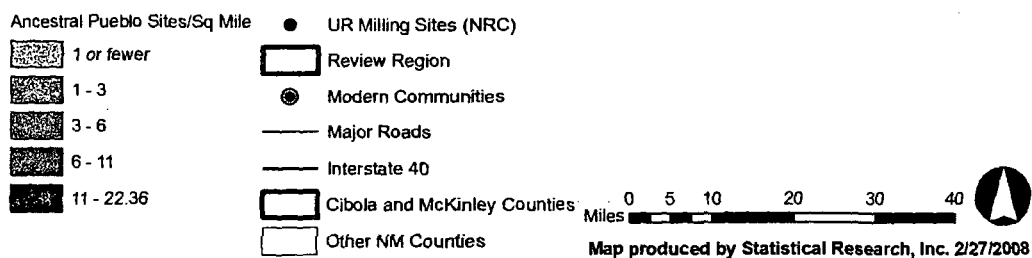 Ancestral Pueblo Sites/Sq Mile
1 or fewer
1 - 3
3 - 6
6 - 11
11 - 22.36
UR Milling Sites (NRC)
Review Region
Modern Communities
Major Roads
Interstate 40
Cibola and McKinley Counties
Other NM Counties
0 5 10 20 30 40
Miles
Map produced by Statistical Research, Inc. 2/27/2008